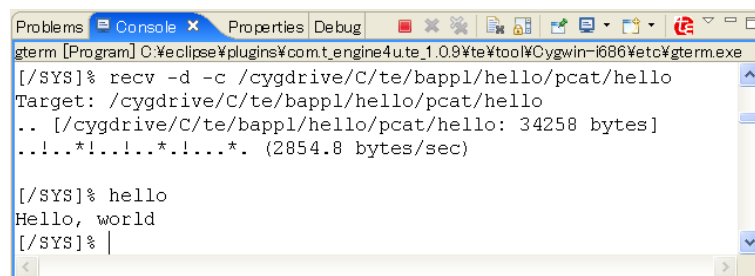 Problems Console Properties Debug
gterm [Program] C:¥eclipse¥plugins¥com.t_engine4u.te_1.0.9¥te¥tool¥Cygwin-i686¥etc¥gterm.exe
[/SYS]% recv -d -c /cygdrive/C/te/bappl/hello/pcat/hello
Target: /cygdrive/C/te/bappl/hello/pcat/hello
.. [/cygdrive/C/te/bappl/hello/pcat/hello: 34258 bytes]
..!..*!..!..*.!...*. (2854.8 bytes/sec)
[/SYS]% hello
Hello, world
[/SYS]%